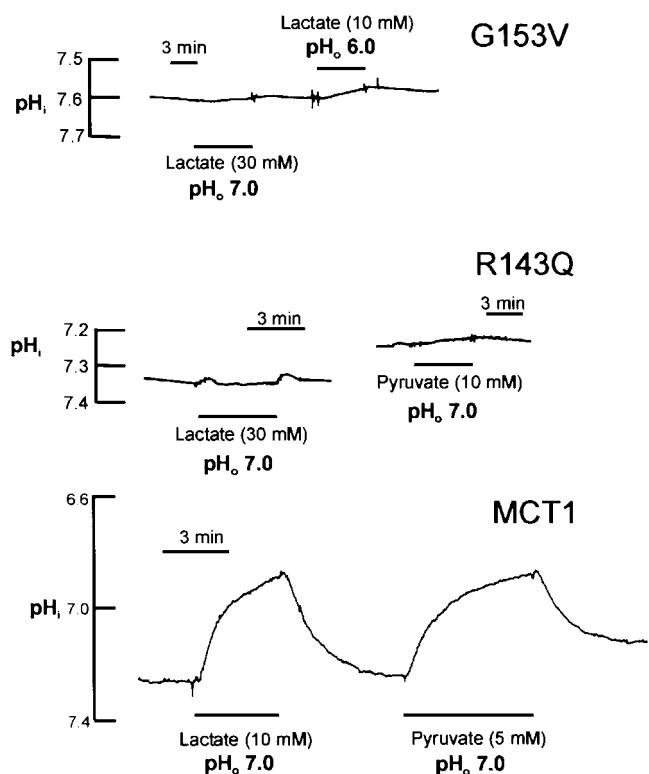 Lactate (10 mM)
pHo 6.0
G153V
3 min
7.5
7.6
7.7
pHi
Lactate (30 mM)
pHo 7.0
R143Q
3 min
3 min
7.2
7.3
7.4
pHi
Pyruvate (10 mM)
pHo 7.0
Lactate (30 mM)
pHo 7.0
MCT1
6.6
7.0
7.4
pHi
3 min
Lactate (10 mM)
pHo 7.0
Pyruvate (5 mM)
pHo 7.0